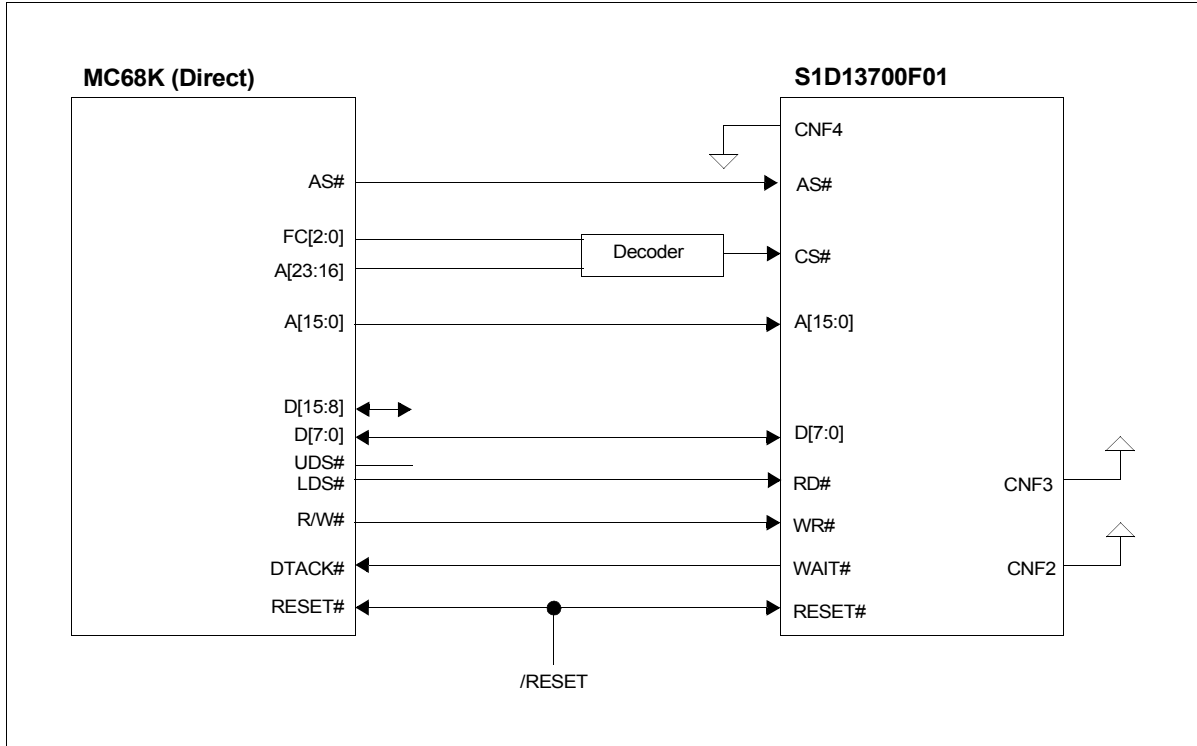 MC68K (Direct)
S1D13700F01
CNF4
AS#
AS#
FC[2:0]
Decoder
CS#
A[23:16]
A[15:0]
A[15:0]
D[15:8]
D[7:0]
D[7:0]
UDS#
LDS#
RD#
CNF3
R/W#
WR#
DTACK#
WAIT#
CNF2
RESET#
RESET#
/RESET